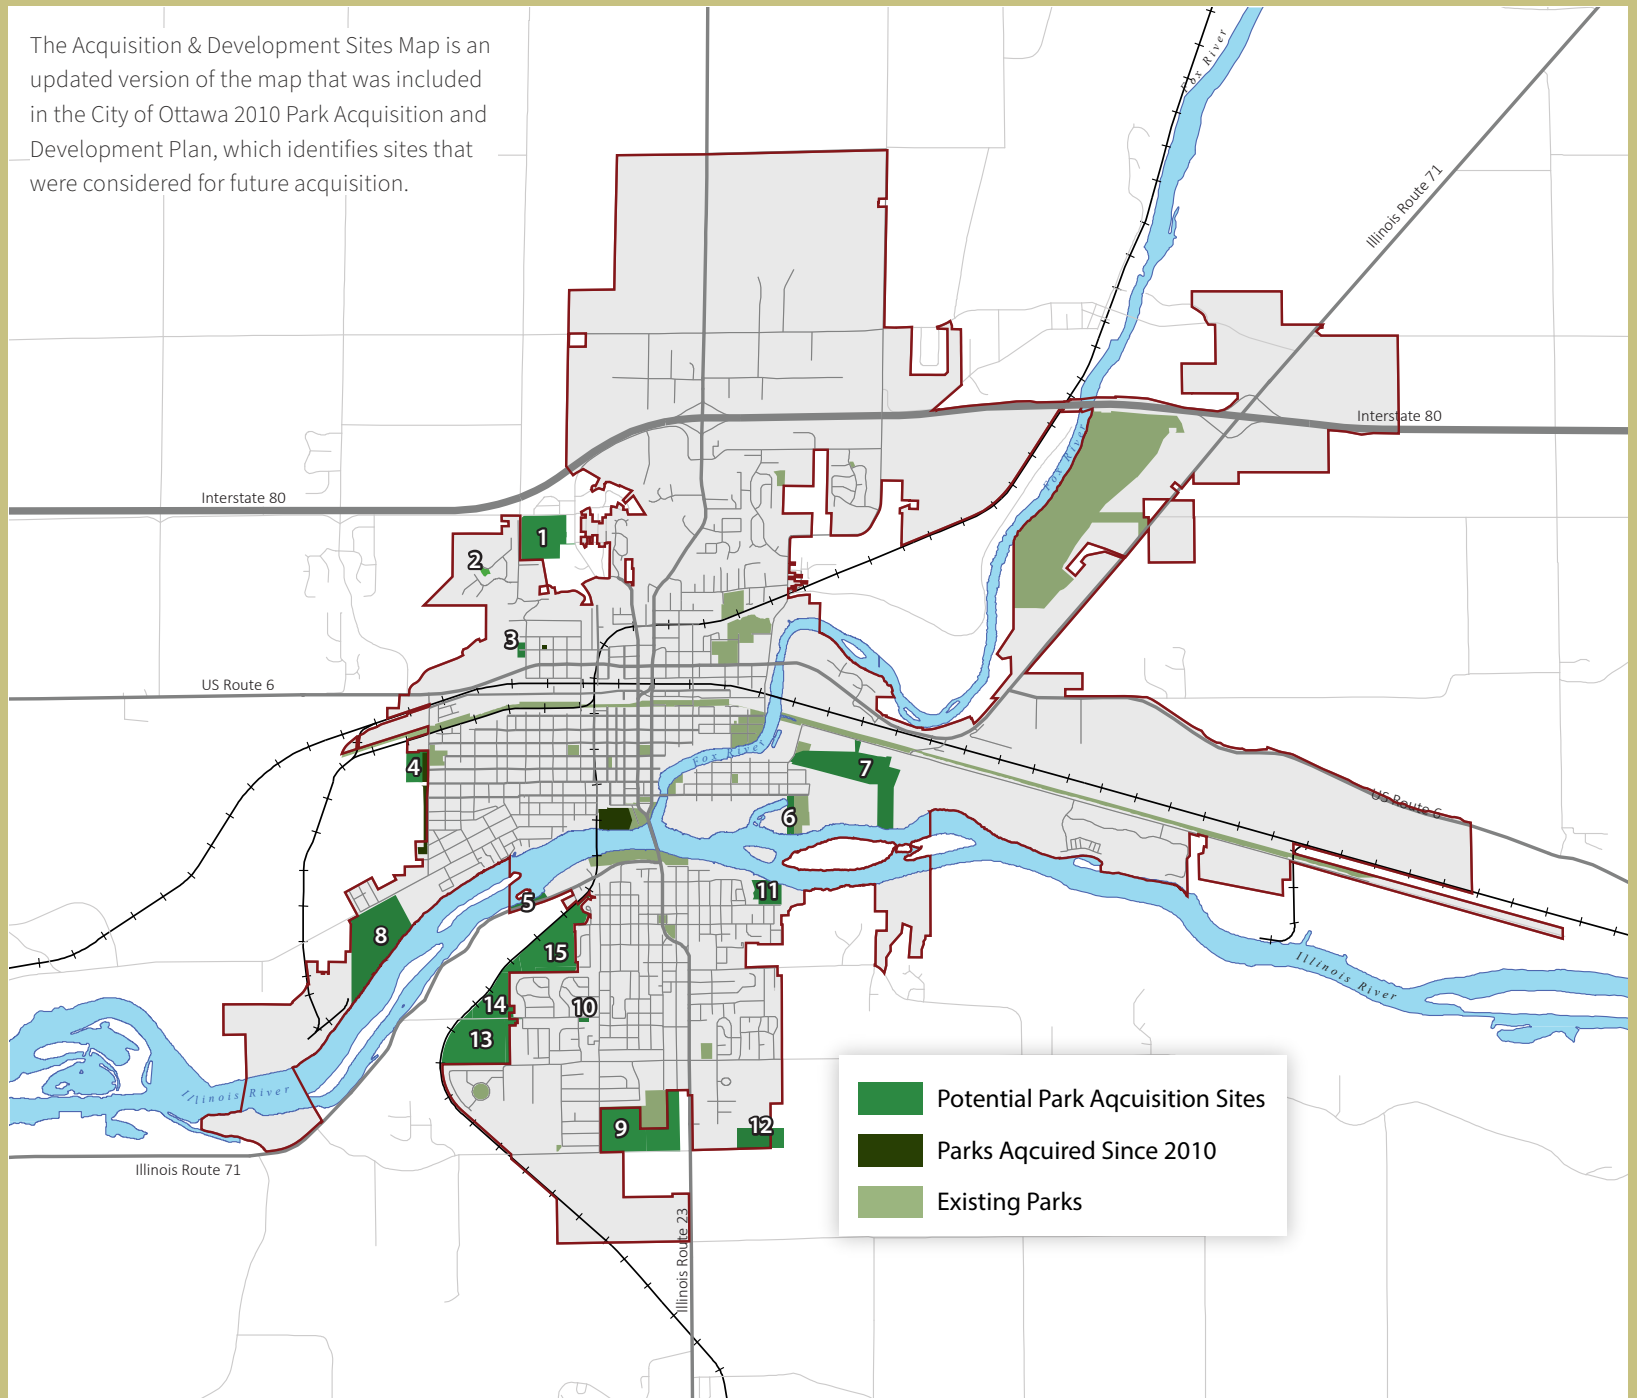 The Acquisition & Development Sites Map is an
updated version of the map that was included
in the City of Ottawa 2010 Park Acquisition and
Development Plan, which identifies sites that
were considered for future acquisition.
Fox River
Illinois Route 71
Interstate 80
Fox River
Interstate 80
1
2
3
US Route 6
Fox River
4
7
US Route 6
6
11
5
8
15
Illinois River
14
10
13
Illinois River
9
12
Illinois Route 71
Illinois Route 23
Potential Park Aqcuisition Sites
Parks Aqcuired Since 2010
Existing Parks